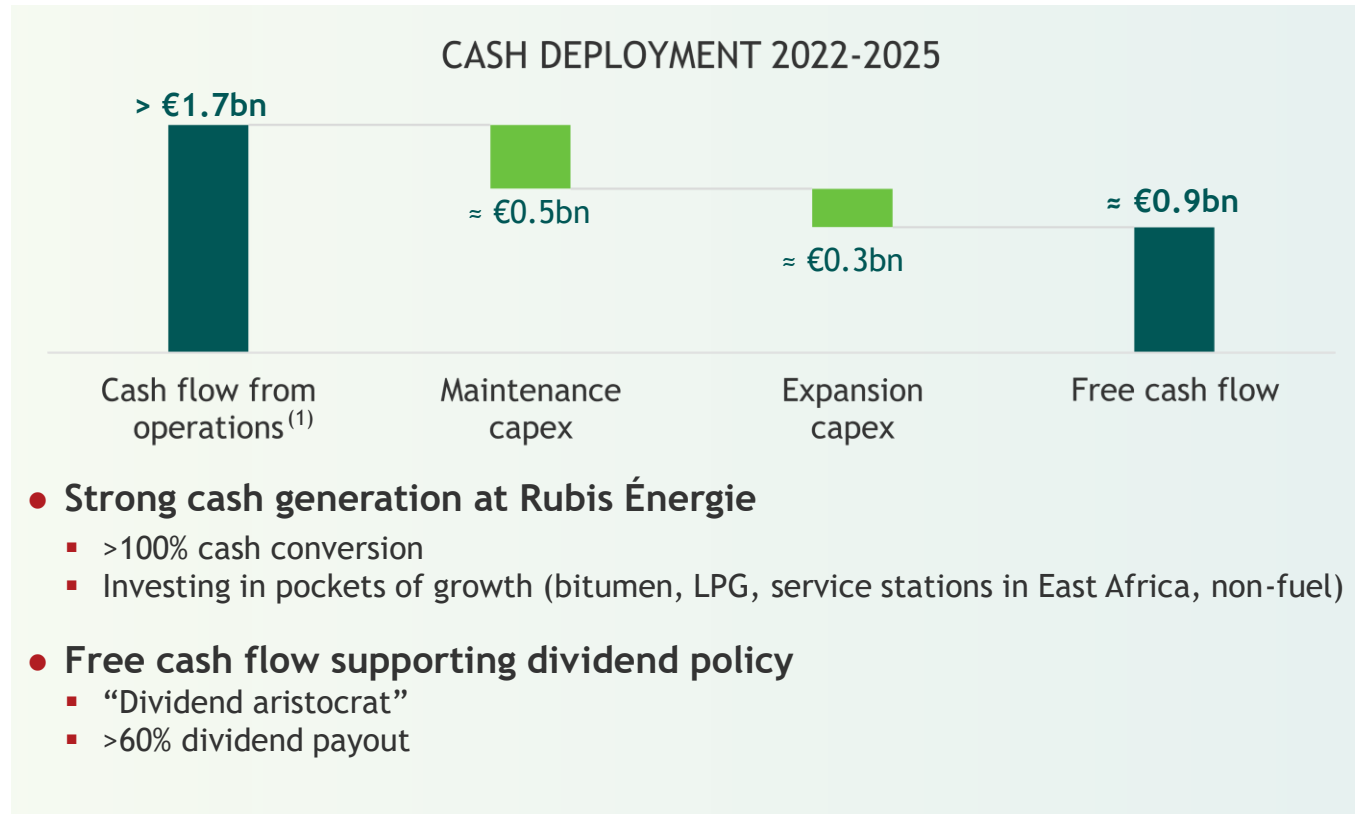 CASH DEPLOYMENT 2022-2025
> €1.7bn
≈ €0.5bn
≈ €0.3bn
≈ €0.9bn
Cash flow from
operations(1)
Maintenance
capex
Expansion
capex
Free cash flow
● Strong cash generation at Rubis Énergie
▪ >100% cash conversion
▪ Investing in pockets of growth (bitumen, LPG, service stations in East Africa, non-fuel)
● Free cash flow supporting dividend policy
▪ “Dividend aristocrat”
▪ >60% dividend payout